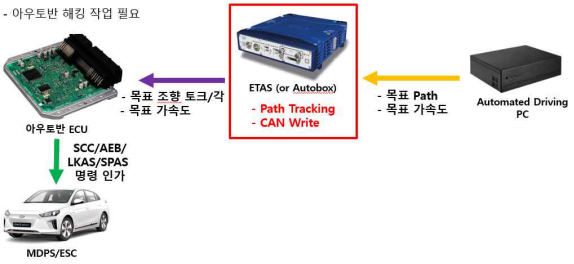 - 아우토반 해킹 작업 필요
ETAS (or Autobox)
- Path Tracking
- CAN Write
- 목표 조향 토크/각
- 목표 가속도
- 목표 Path
- 목표 가속도
Automated Driving
PC
아우토반 ECU
SCC/AEB/
LKAS/SPAS
명령 인가
MDPS/ESC